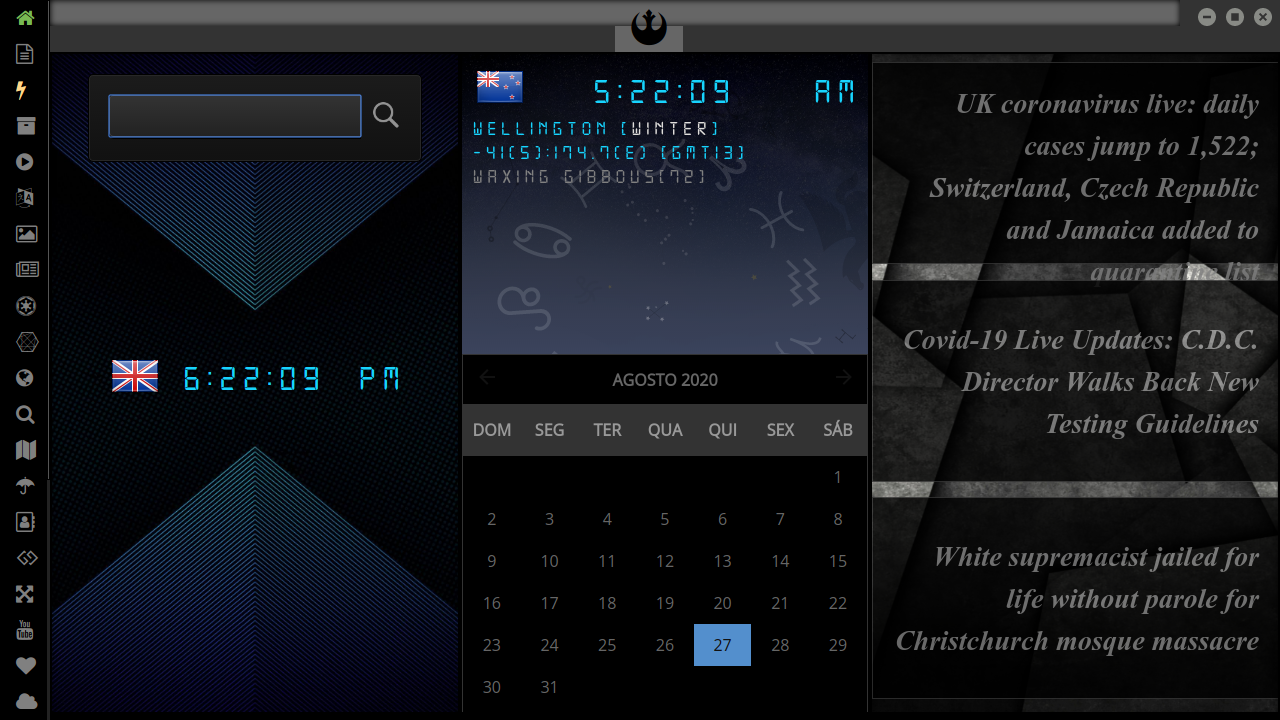 5:22:09 AM
WELLINGTON [WINTER]
-41(S):174.7(E) [GMT13]
WAXING GIBBOUS[72]
6:22:09 PM
AGOSTO 2020
DOM SEG TER QUA QUI SEX SÁB
1
2 3 4 5 6 7 8
9 10 11 12 13 14 15
16 17 18 19 20 21 22
23 24 25 26 27 28 29
30 31
UK coronavirus live: daily
cases jump to 1,522;
Switzerland, Czech Republic
and Jamaica added to
quarantine list
Covid-19 Live Updates: C.D.C.
Director Walks Back New
Testing Guidelines
White supremacist jailed for
life without parole for
Christchurch mosque massacre
You
Tube